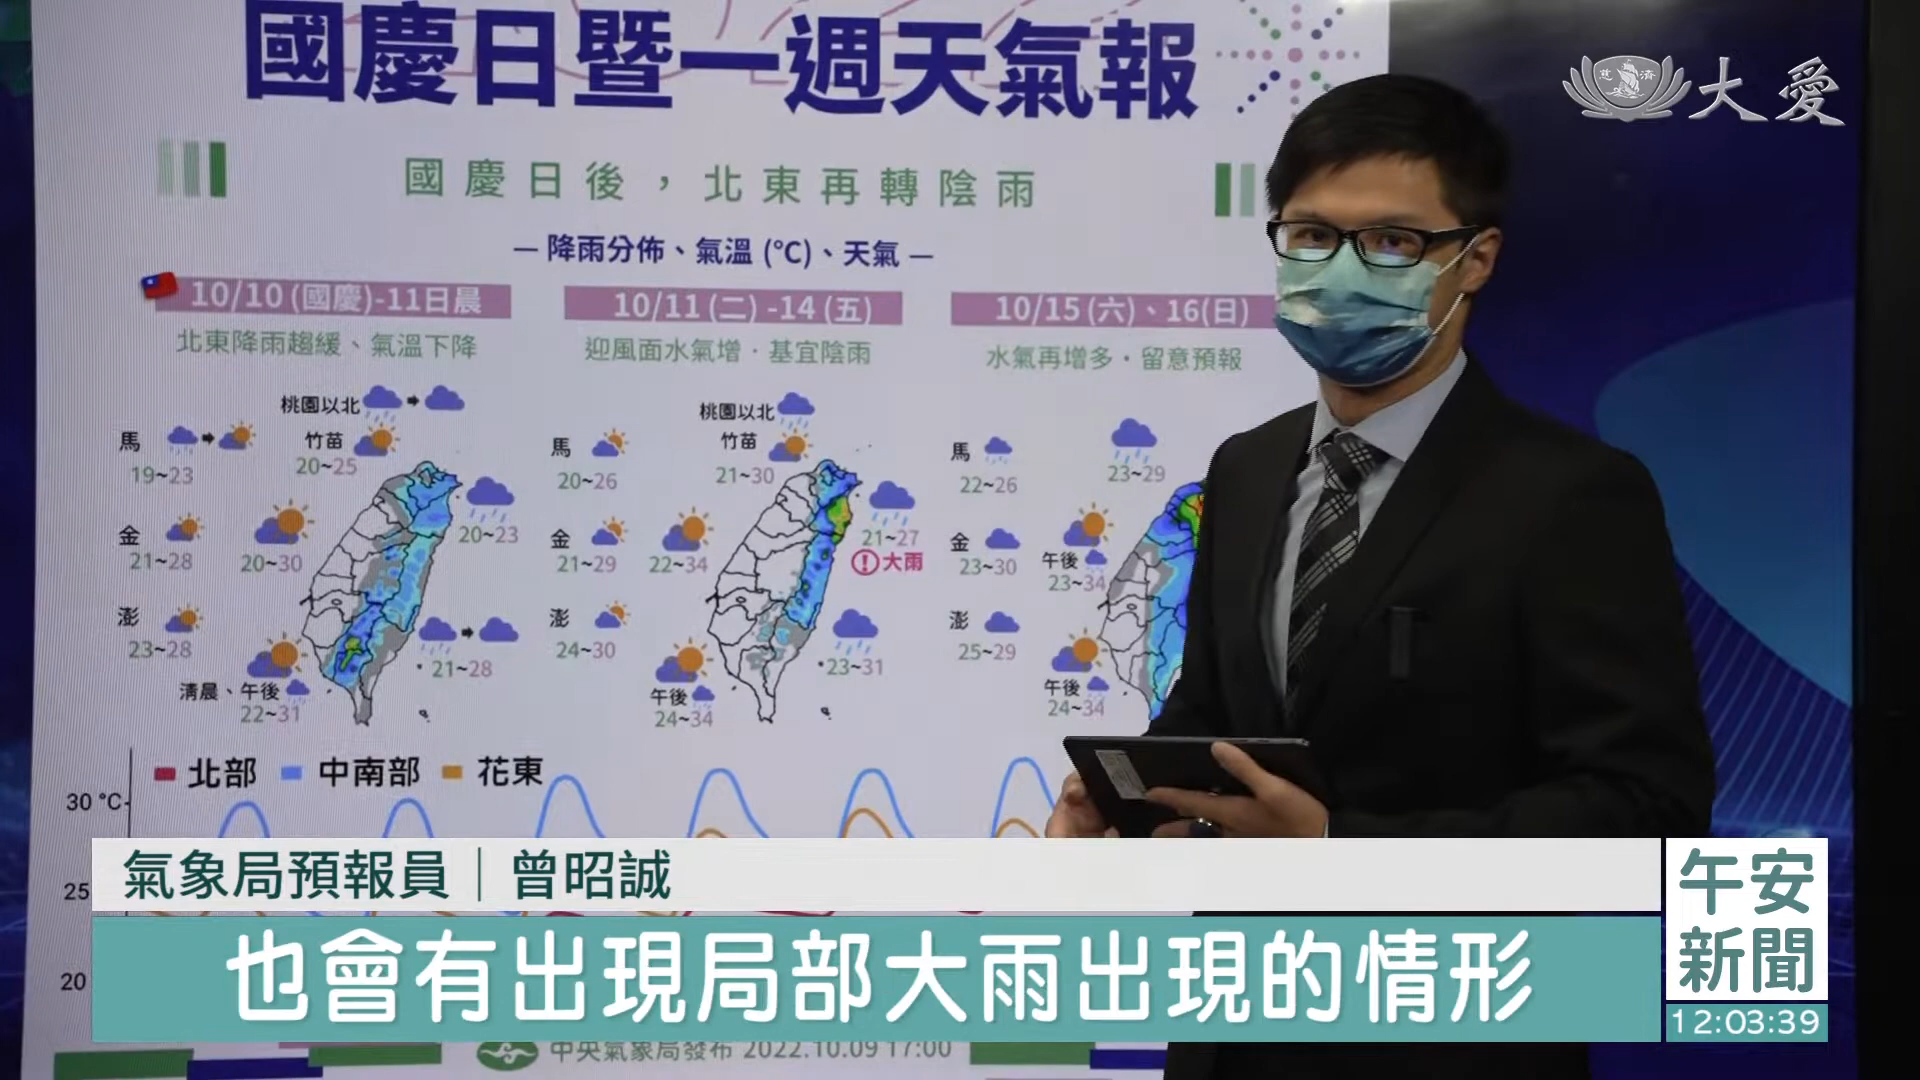 國慶日暨一週天氣報
慈濟 大愛
國慶日後，北東再轉陰雨
— 降雨分佈、氣溫 (°C)、天氣 —
10/10 (國慶)-11日晨
北東降雨趨緩、氣溫下降
桃園以北
馬
19~23
竹苗
20~25
金
21~28
20~30
20~23
澎
23~28
21~28
清晨、午後
22~31
10/11 (二) -14 (五)
迎風面水氣增·基宜陰雨
桃園以北
馬
20~26
竹苗
21~30
金
21~29
22~34
21~27
大雨
澎
24~30
23~31
午後
24~34
10/15 (六)、16(日)
水氣再增多·留意預報
馬
22~26
23~29
金
23~30
午後
23~34
澎
25~29
午後
24~34
北部 中南部 花東
30 °C
25
20
氣象局預報員｜曾昭誠
也會有出現局部大雨出現的情形
午安
新聞
12:03:39
中央氣象局發布 2022.10.09 17:00